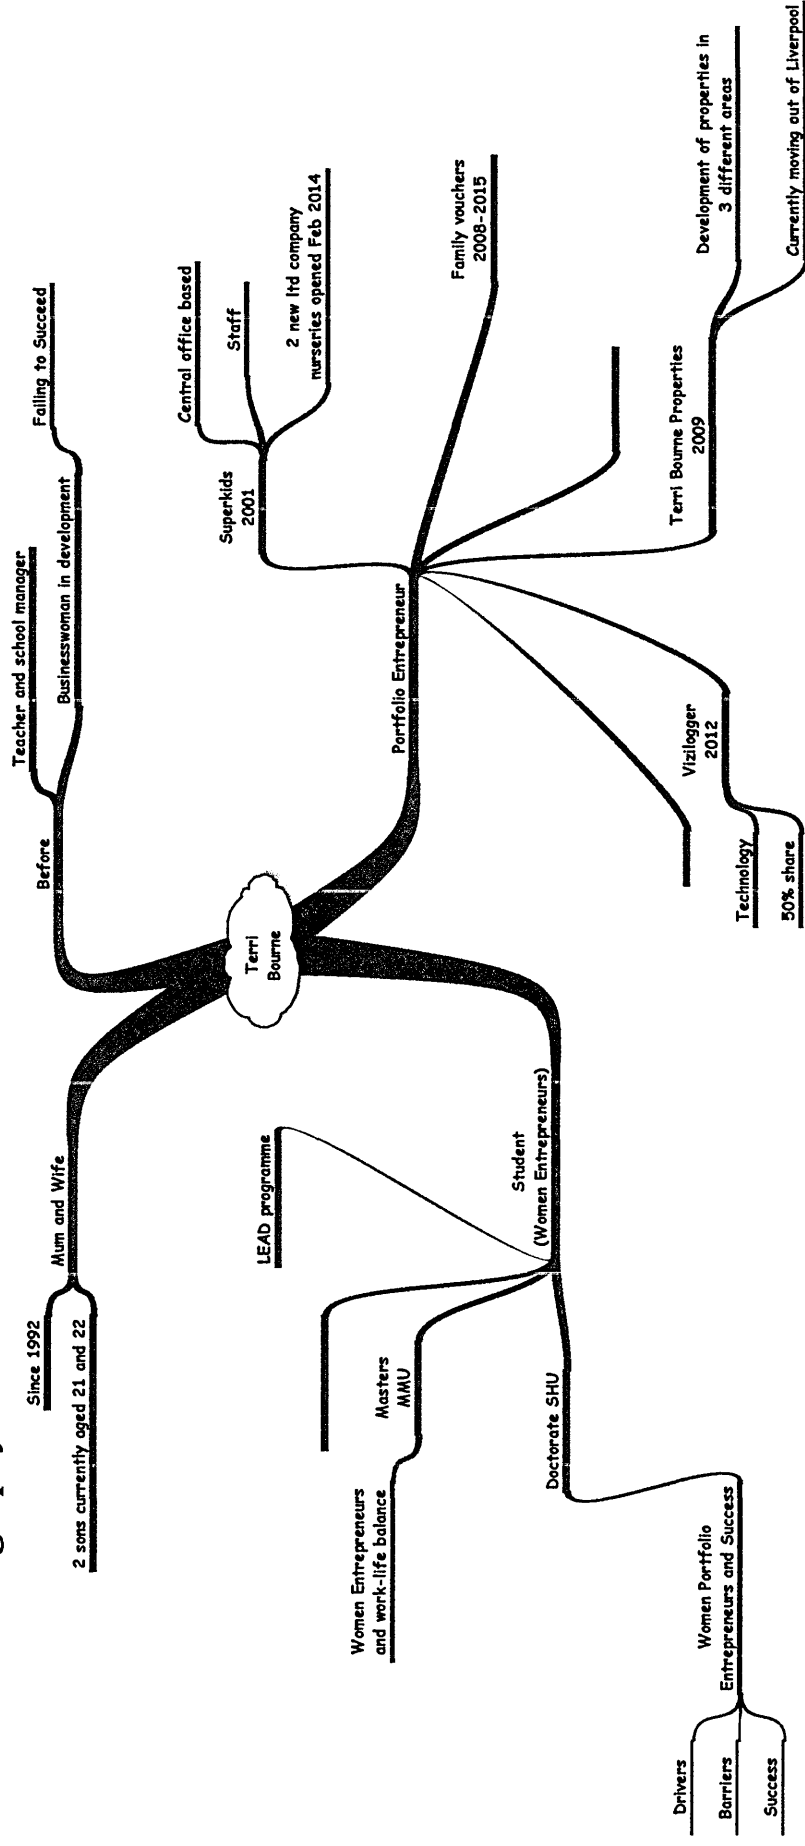 Terri
Bourne
Mum and Wife
Since 1992
2 sons currently aged 21 and 22
Before
Teacher and school manager
Businesswoman in development
Failing to Succeed
Portfolio Entrepreneur
Superkids
2001
Central office based
Staff
2 new ltd company
nurseries opened Feb 2014
Family vouchers
2008-2015
Terri Bourne Properties
2009
Development of properties in
3 different areas
Currently moving out of Liverpool
Vizilogger
2012
Technology
50% share
Student
(Women Entrepreneurs)
LEAD programme
Masters
MMU
Women Entrepreneurs
and work-life balance
Doctorate SHU
Women Portfolio
Entrepreneurs and Success
Drivers
Barriers
Success